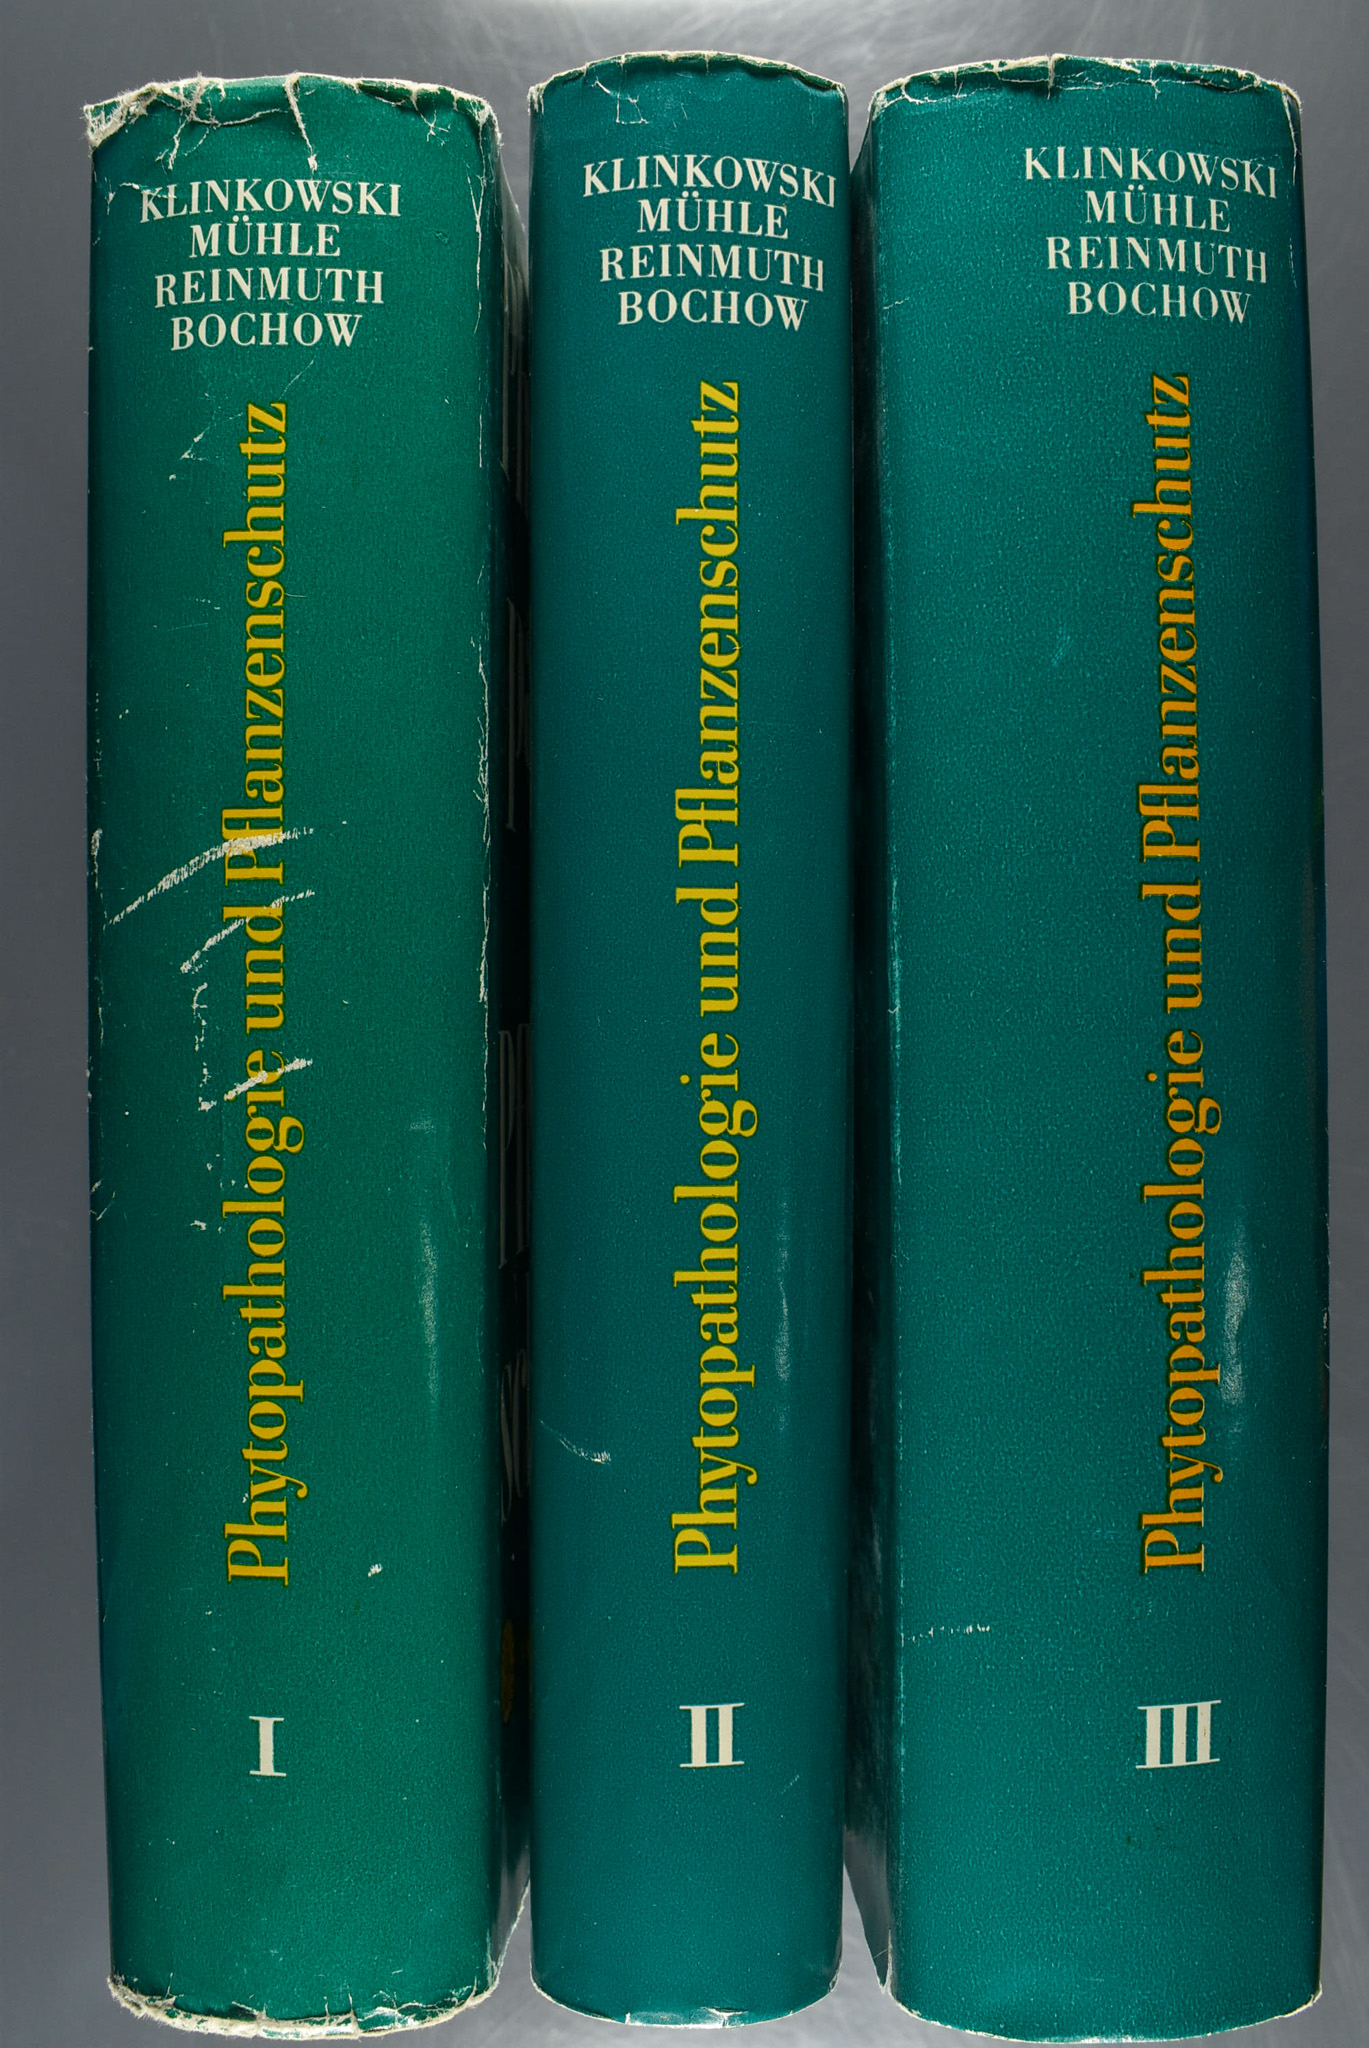 KLINKOWSKI
MÜHLE
REINMUTH
BOCHOW
Phytopathologie und Pflanzenschutz
I
KLINKOWSKI
MÜHLE
REINMUTH
BOCHOW
Phytopathologie und Pflanzenschutz
II
KLINKOWSKI
MÜHLE
REINMUTH
BOCHOW
Phytopathologie und Pflanzenschutz
III